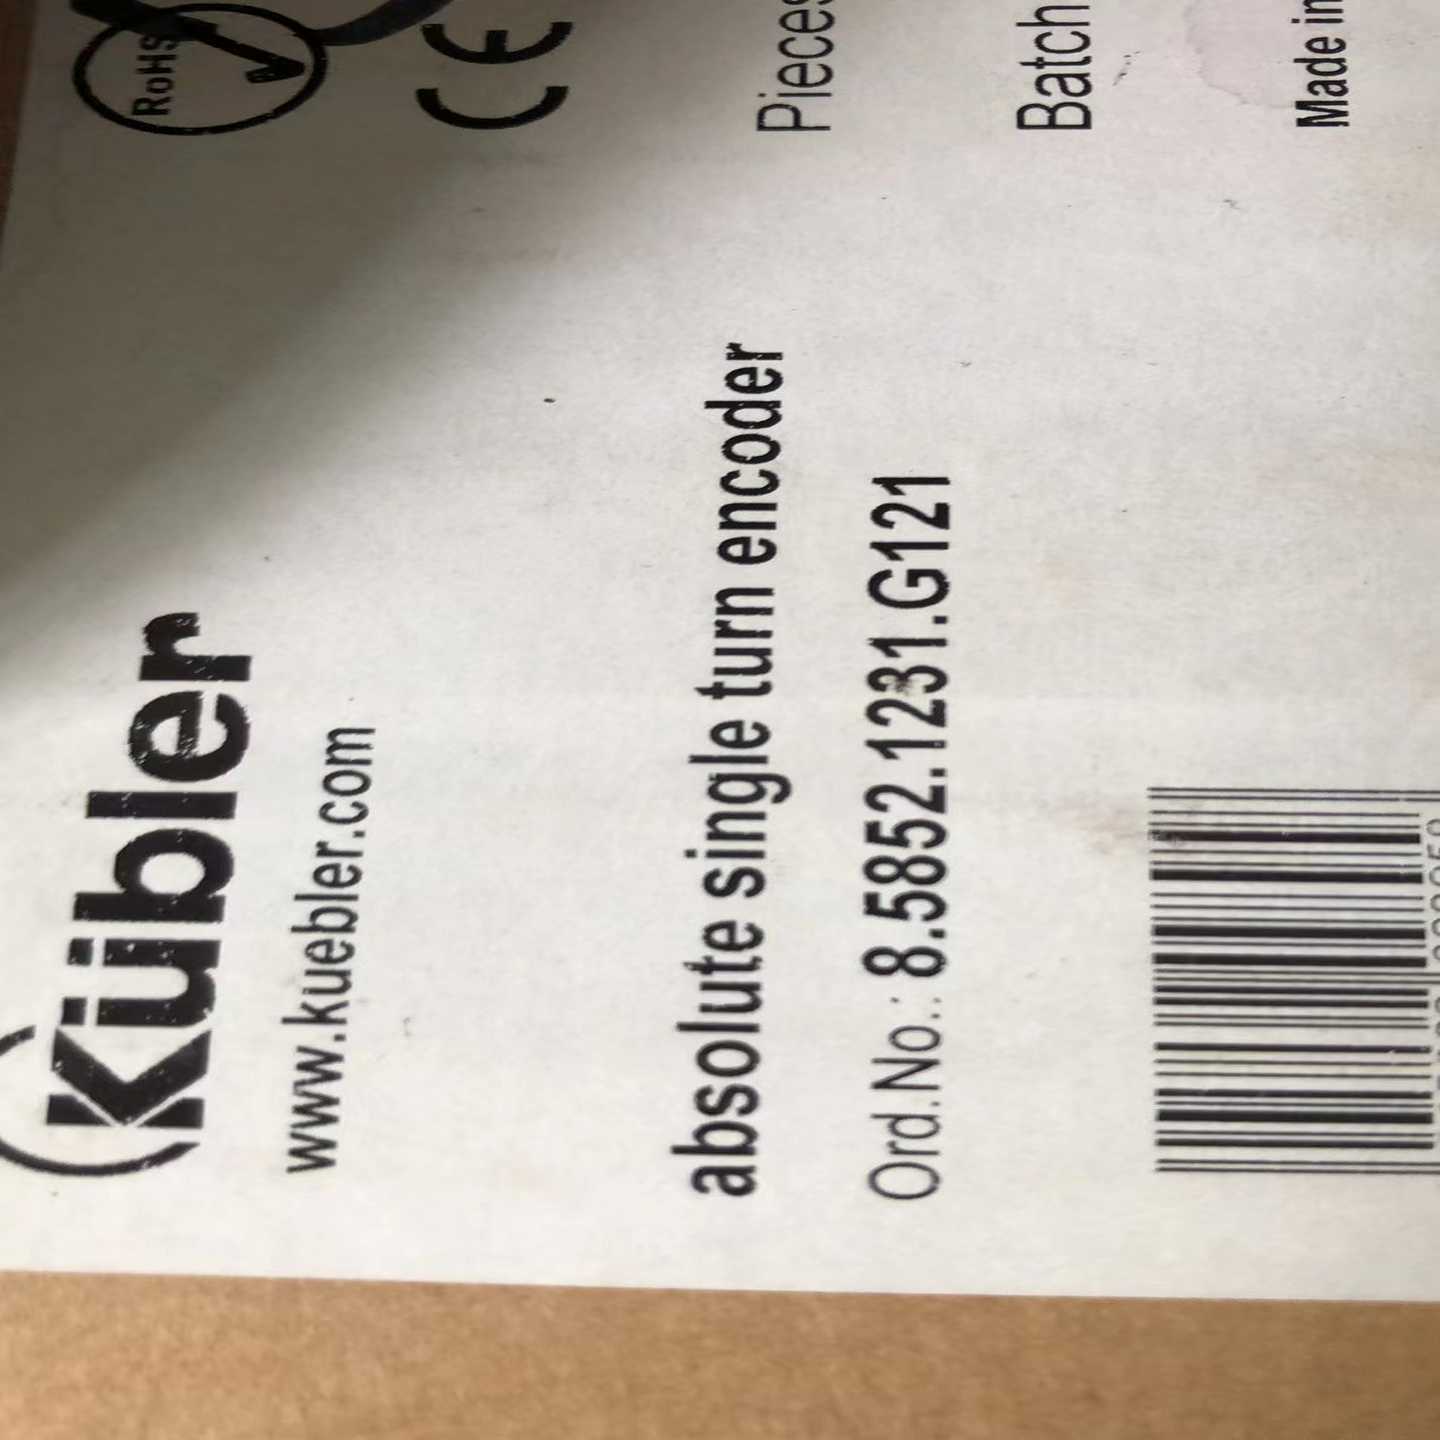 Kübler
www.kuebler.com
RoHS
CE
absolute single turn encoder
Ord.No.: 8.5852.1231.G121
Pieces
Batch
Made in